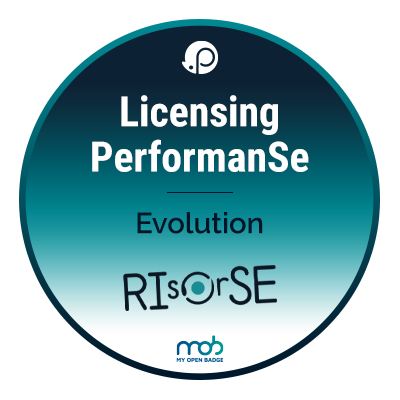 Licensing
PerformanSe
Evolution
RIsOrSE
mob
MY OPEN BADGE